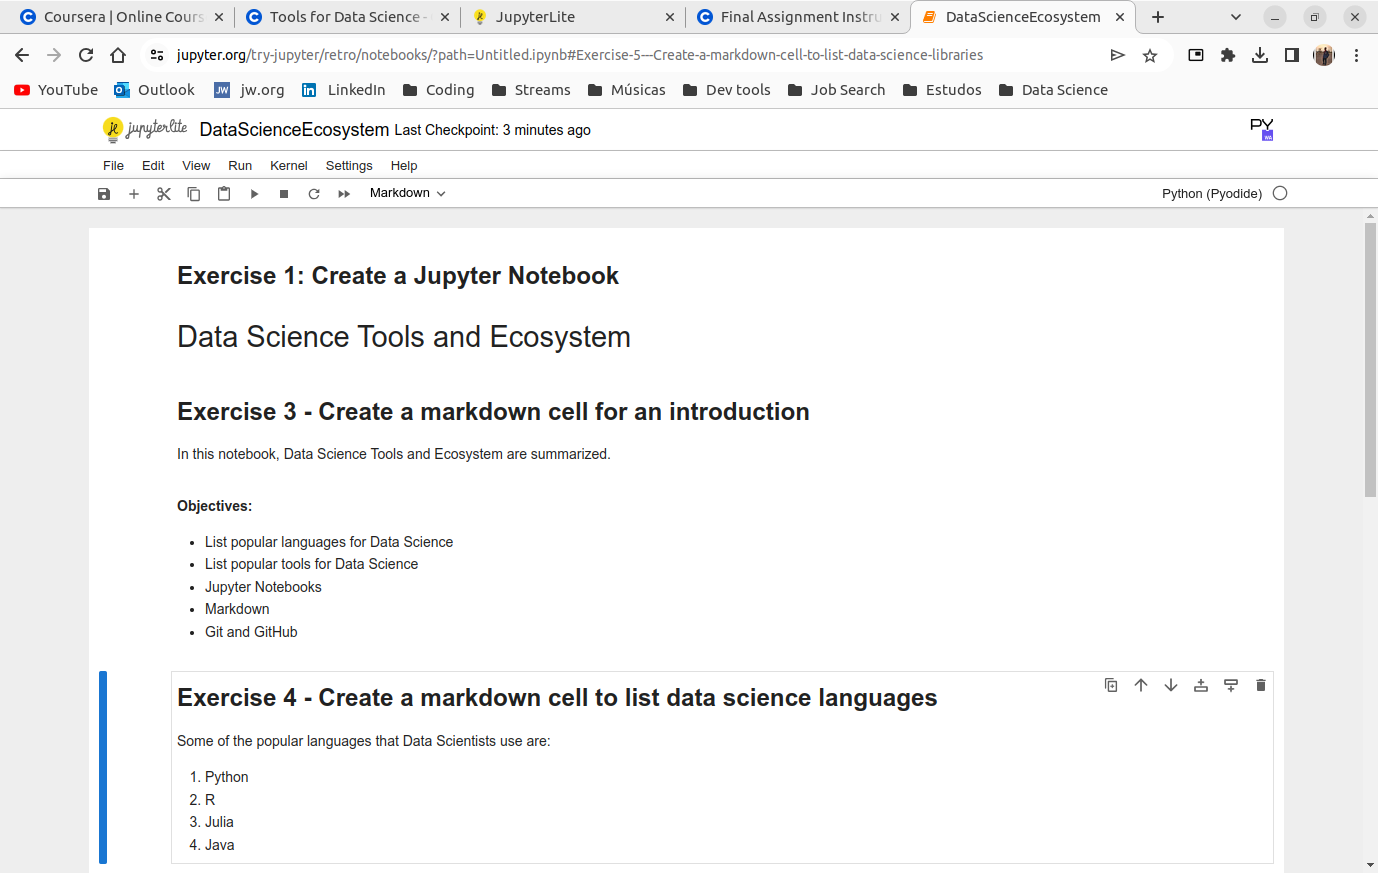 Coursera | Online Cours
Tools for Data Science -
JupyterLite
Final Assignment Instru
DataScienceEcosystem
jupyter.org/try-jupyter/retro/notebooks/?path=Untitled.ipynb#Exercise-5---Create-a-markdown-cell-to-list-data-science-libraries
YouTube
Outlook
JW jw.org
LinkedIn
Coding
Streams
Músicas
Dev tools
Job Search
Estudos
Data Science
jupyterlite DataScienceEcosystem Last Checkpoint: 3 minutes ago
PY
WA
File Edit View Run Kernel Settings Help
Markdown
Python (Pyodide)
Exercise 1: Create a Jupyter Notebook
Data Science Tools and Ecosystem
Exercise 3 - Create a markdown cell for an introduction
In this notebook, Data Science Tools and Ecosystem are summarized.
Objectives:
• List popular languages for Data Science
• List popular tools for Data Science
• Jupyter Notebooks
• Markdown
• Git and GitHub
Exercise 4 - Create a markdown cell to list data science languages
Some of the popular languages that Data Scientists use are:
1. Python
2. R
3. Julia
4. Java